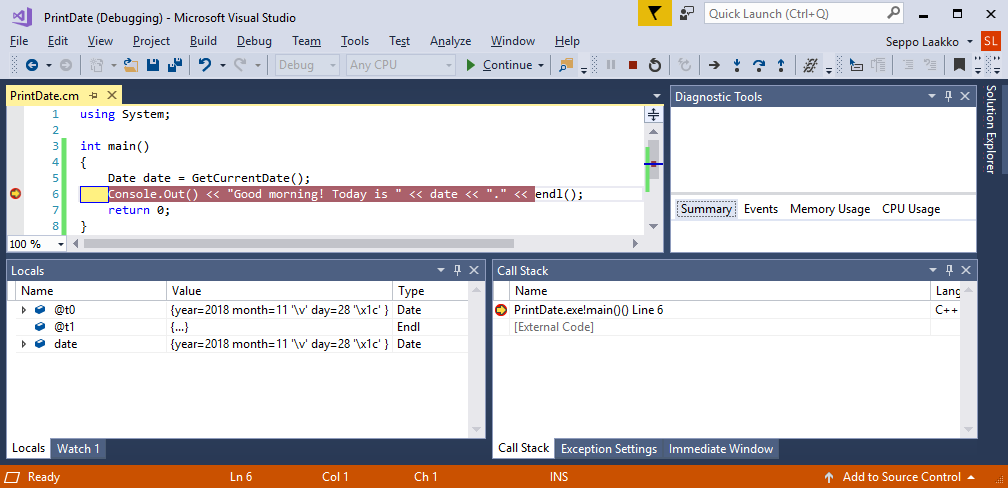 PrintDate (Debugging) - Microsoft Visual Studio
Quick Launch (Ctrl+Q)
File Edit View Project Build Debug Team Tools Test Analyze Window Help
Seppo Laakko SL
Debug Any CPU Continue
PrintDate.cm
1 using System;
2
3 int main()
4 {
5 Date date = GetCurrentDate();
6 Console.Out() << "Good morning! Today is " << date << "." << endl();
7 return 0;
8 }
100 %
Diagnostic Tools
Summary Events Memory Usage CPU Usage
Solution Explorer
Locals
Name Value Type
@t0 {year=2018 month=11 '\v' day=28 '\x1c' } Date
@t1 {...} Endl
date {year=2018 month=11 '\v' day=28 '\x1c' } Date
Locals Watch 1
Call Stack
Name Lang
PrintDate.exe!main()() Line 6 C++
[External Code]
Call Stack Exception Settings Immediate Window
Ready Ln 6 Col 1 Ch 1 INS Add to Source Control